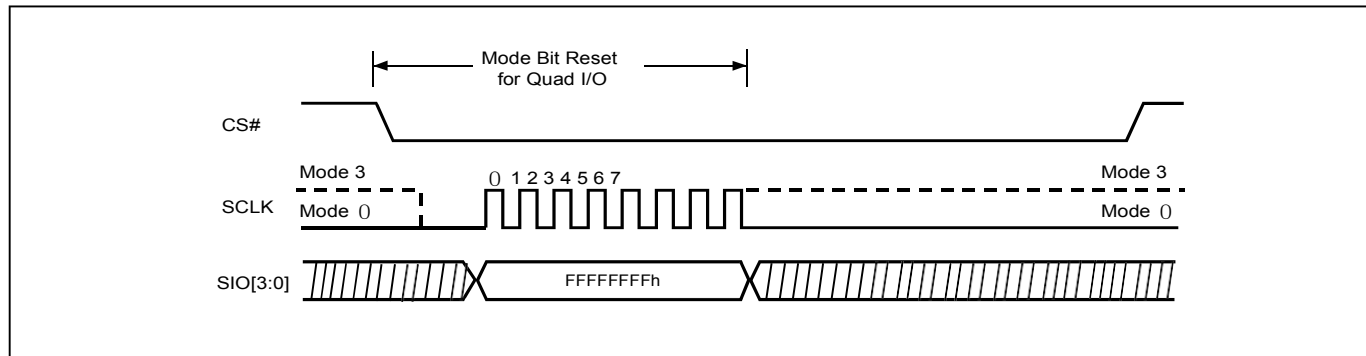 Mode Bit Reset
for Quad I/O
CS#
Mode 3
Mode 3
0 1 2 3 4 5 6 7
SCLK
Mode 0
Mode 0
SIO[3:0]
FFFFFFFFh